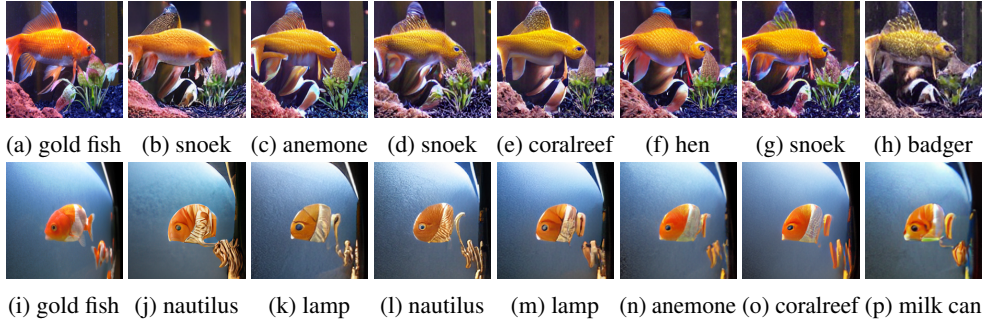 (a) gold fish (b) snoek (c) anemone (d) snoek (e) coralreef (f) hen (g) snoek (h) badger
(i) gold fish (j) nautilus (k) lamp (l) nautilus (m) lamp (n) anemone (o) coralreef (p) milk can